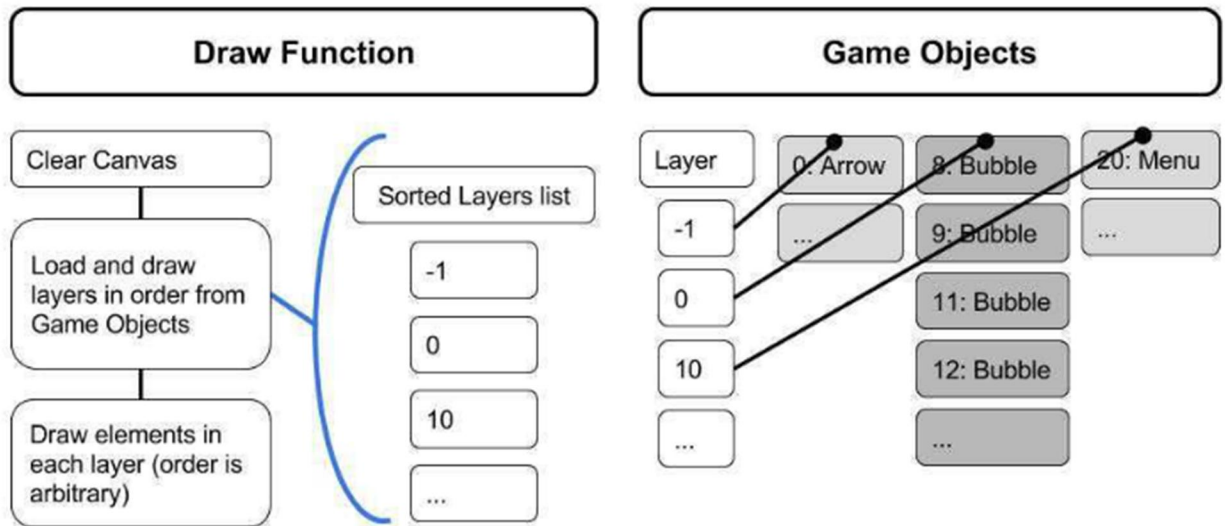 Draw Function
Clear Canvas
Load and draw
layers in order from
Game Objects
Draw elements in
each layer (order is
arbitrary)
Sorted Layers list
-1
0
10
...
Game Objects
Layer
-1
0
10
...
0: Arrow
...
8: Bubble
9: Bubble
11: Bubble
12: Bubble
...
20: Menu
...